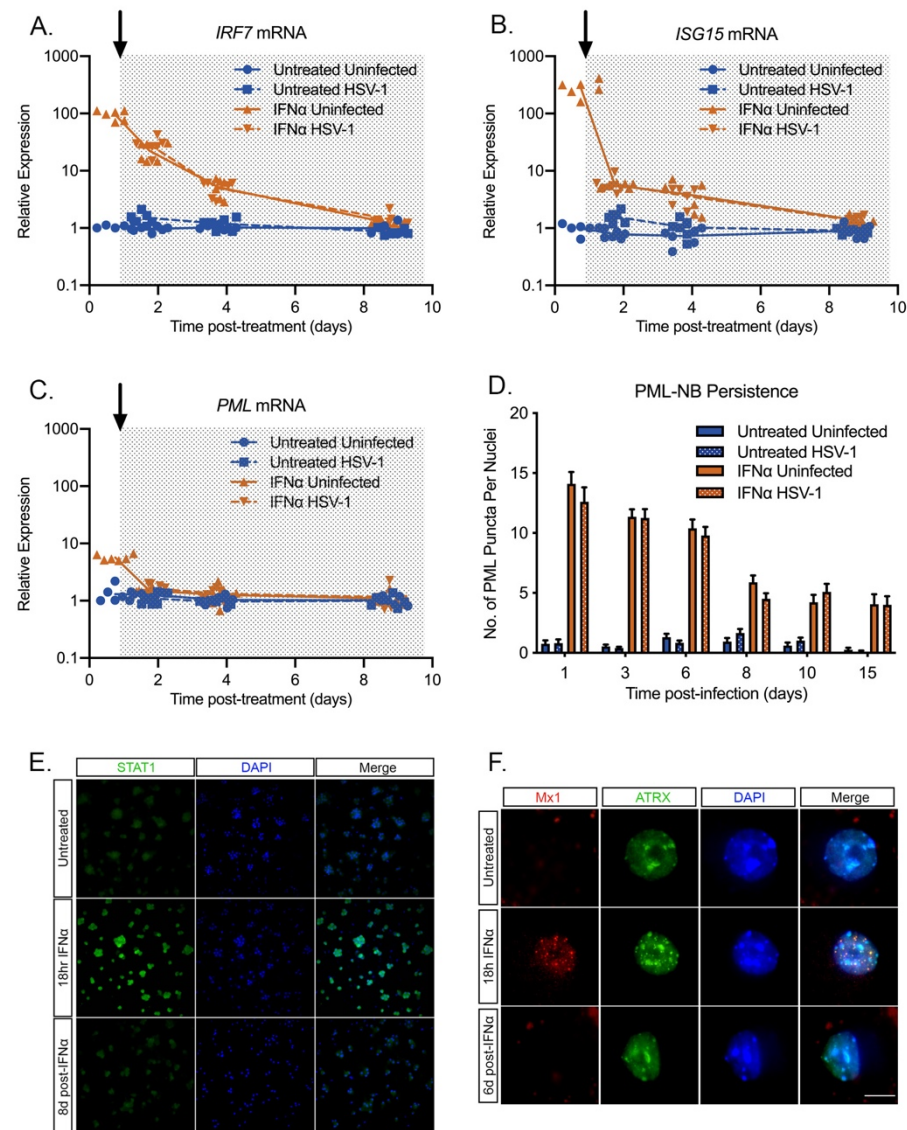 A.
IRF7 mRNA
1000
100
10
1
0.1
Relative Expression
Untreated Uninfected
Untreated HSV-1
IFNα Uninfected
IFNα HSV-1
0 2 4 6 8 10
Time post-treatment (days)
B.
ISG15 mRNA
1000
100
10
1
0.1
Relative Expression
Untreated Uninfected
Untreated HSV-1
IFNα Uninfected
IFNα HSV-1
0 2 4 6 8 10
Time post-treatment (days)
C.
PML mRNA
1000
100
10
1
0.1
Relative Expression
Untreated Uninfected
Untreated HSV-1
IFNα Uninfected
IFNα HSV-1
0 2 4 6 8 10
Time post-treatment (days)
D.
PML-NB Persistence
20
15
10
5
0
No. of PML Puncta Per Nuclei
Untreated Uninfected
Untreated HSV-1
IFNα Uninfected
IFNα HSV-1
1 3 6 8 10 15
Time post-infection (days)
E.
STAT1 DAPI Merge
Untreated
18hr IFNα
8d post-IFNα
F.
Mx1 ATRX DAPI Merge
Untreated
18h IFNα
6d post-IFNα